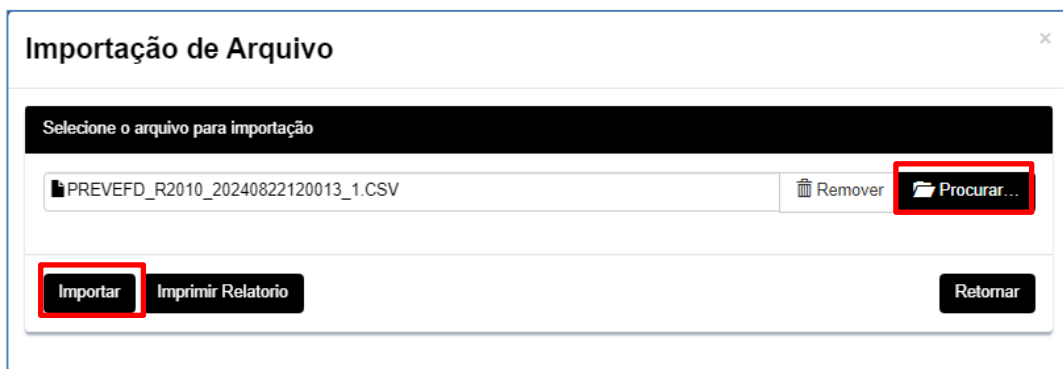 Importação de Arquivo
×
Selecione o arquivo para importação
PREVEFD_R2010_20240822120013_1.CSV Remover Procurar...
Importar Imprimir Relatorio Retornar